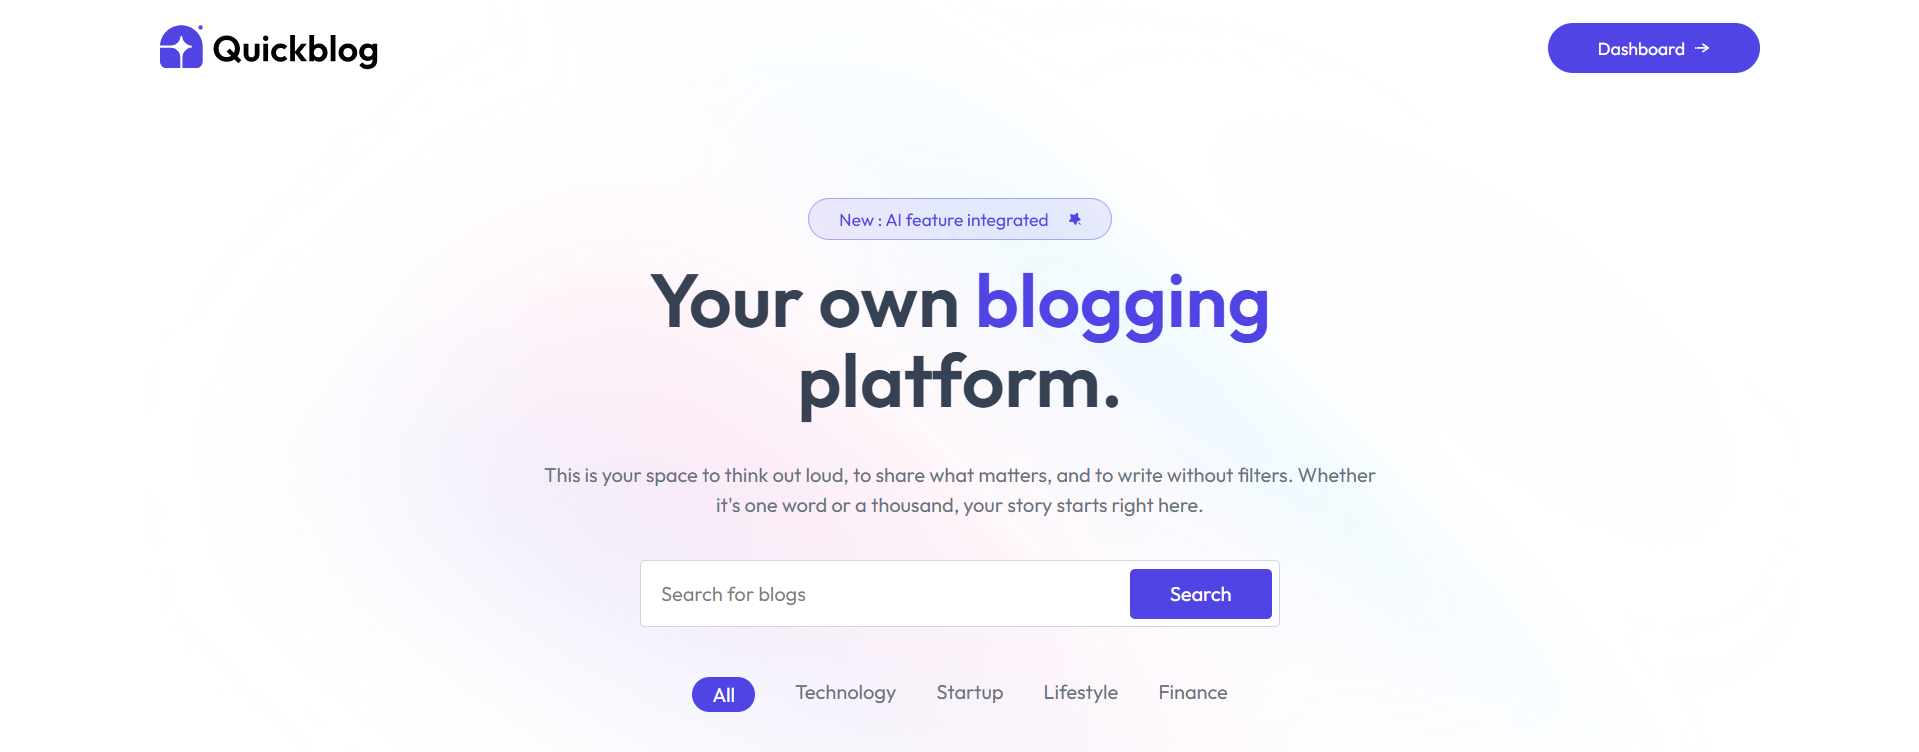 Quickblog
Dashboard →
New : AI feature integrated
Your own blogging
platform.
This is your space to think out loud, to share what matters, and to write without filters. Whether
it's one word or a thousand, your story starts right here.
Search for blogs
Search
All
Technology
Startup
Lifestyle
Finance